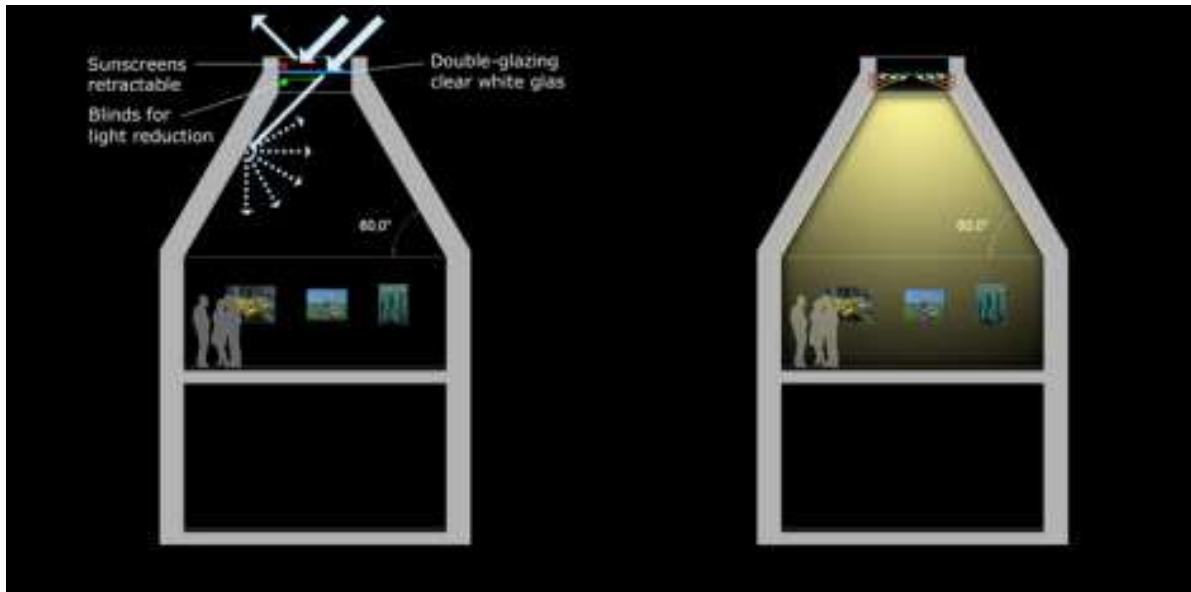 Sunscreens
retractable
Blinds for
light reduction
Double-glazing
clear white glas
60.0°
60.0°